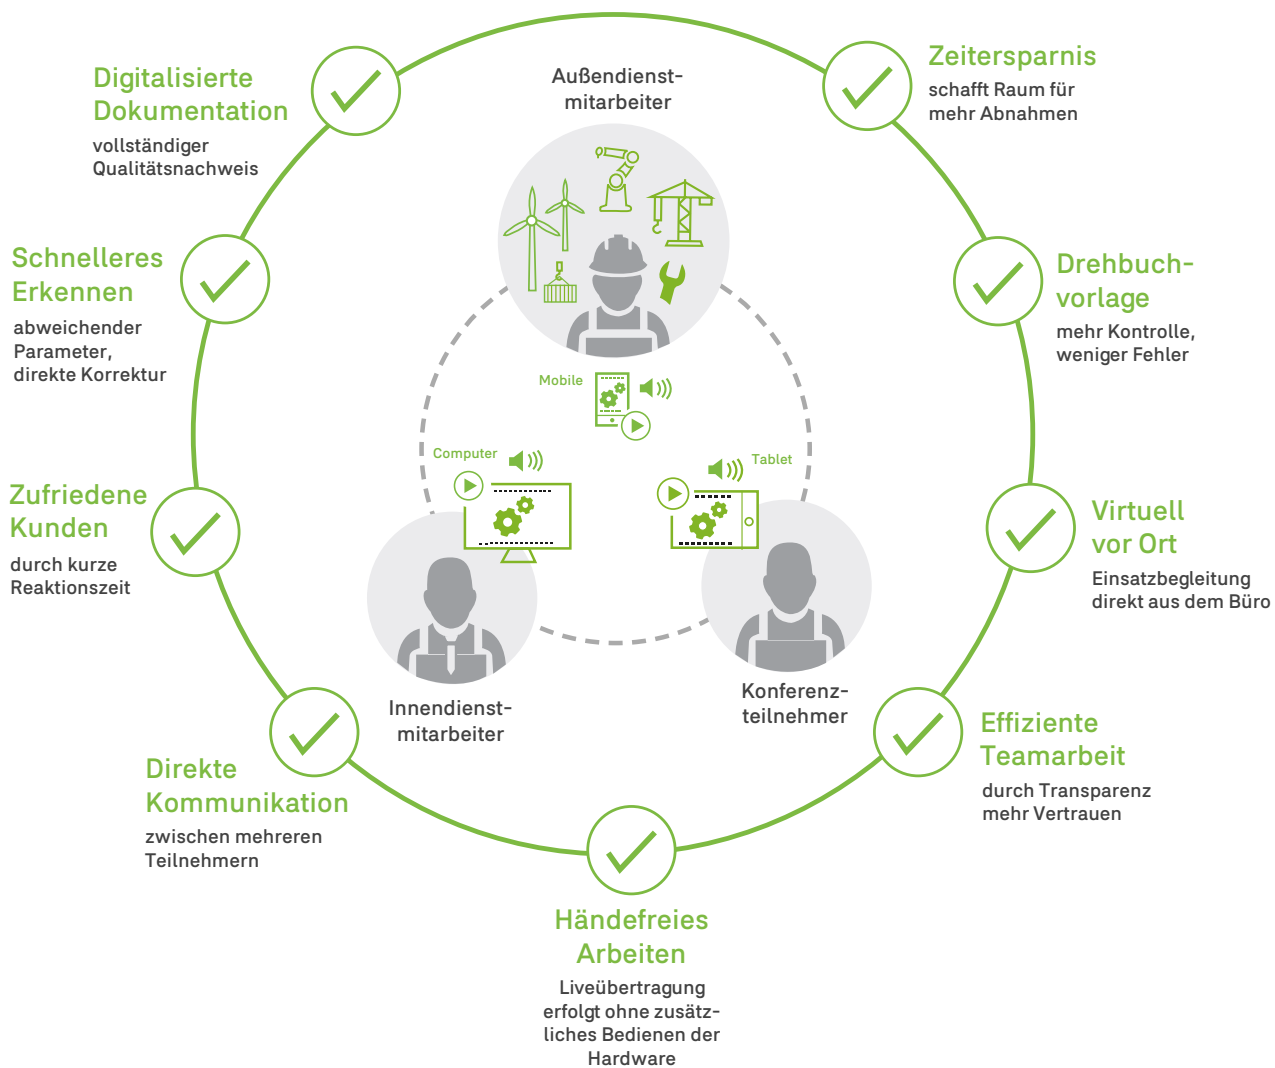 Digitalisierte
Dokumentation
vollständiger
Qualitätsnachweis
Außendienst-
mitarbeiter
Zeitersparnis
schafft Raum für
mehr Abnahmen
Schnelleres
Erkennen
abweichender
Parameter,
direkte Korrektur
Drehbuch-
vorlage
mehr Kontrolle,
weniger Fehler
Mobile
Computer
Tablet
Zufriedene
Kunden
durch kurze
Reaktionszeit
Virtuell
vor Ort
Einsatzbegleitung
direkt aus dem Büro
Innendienst-
mitarbeiter
Konferenz-
teilnehmer
Direkte
Kommunikation
zwischen mehreren
Teilnehmern
Effiziente
Teamarbeit
durch Transparenz
mehr Vertrauen
Händefreies
Arbeiten
Liveübertragung
erfolgt ohne zusätz-
liches Bedienen der
Hardware